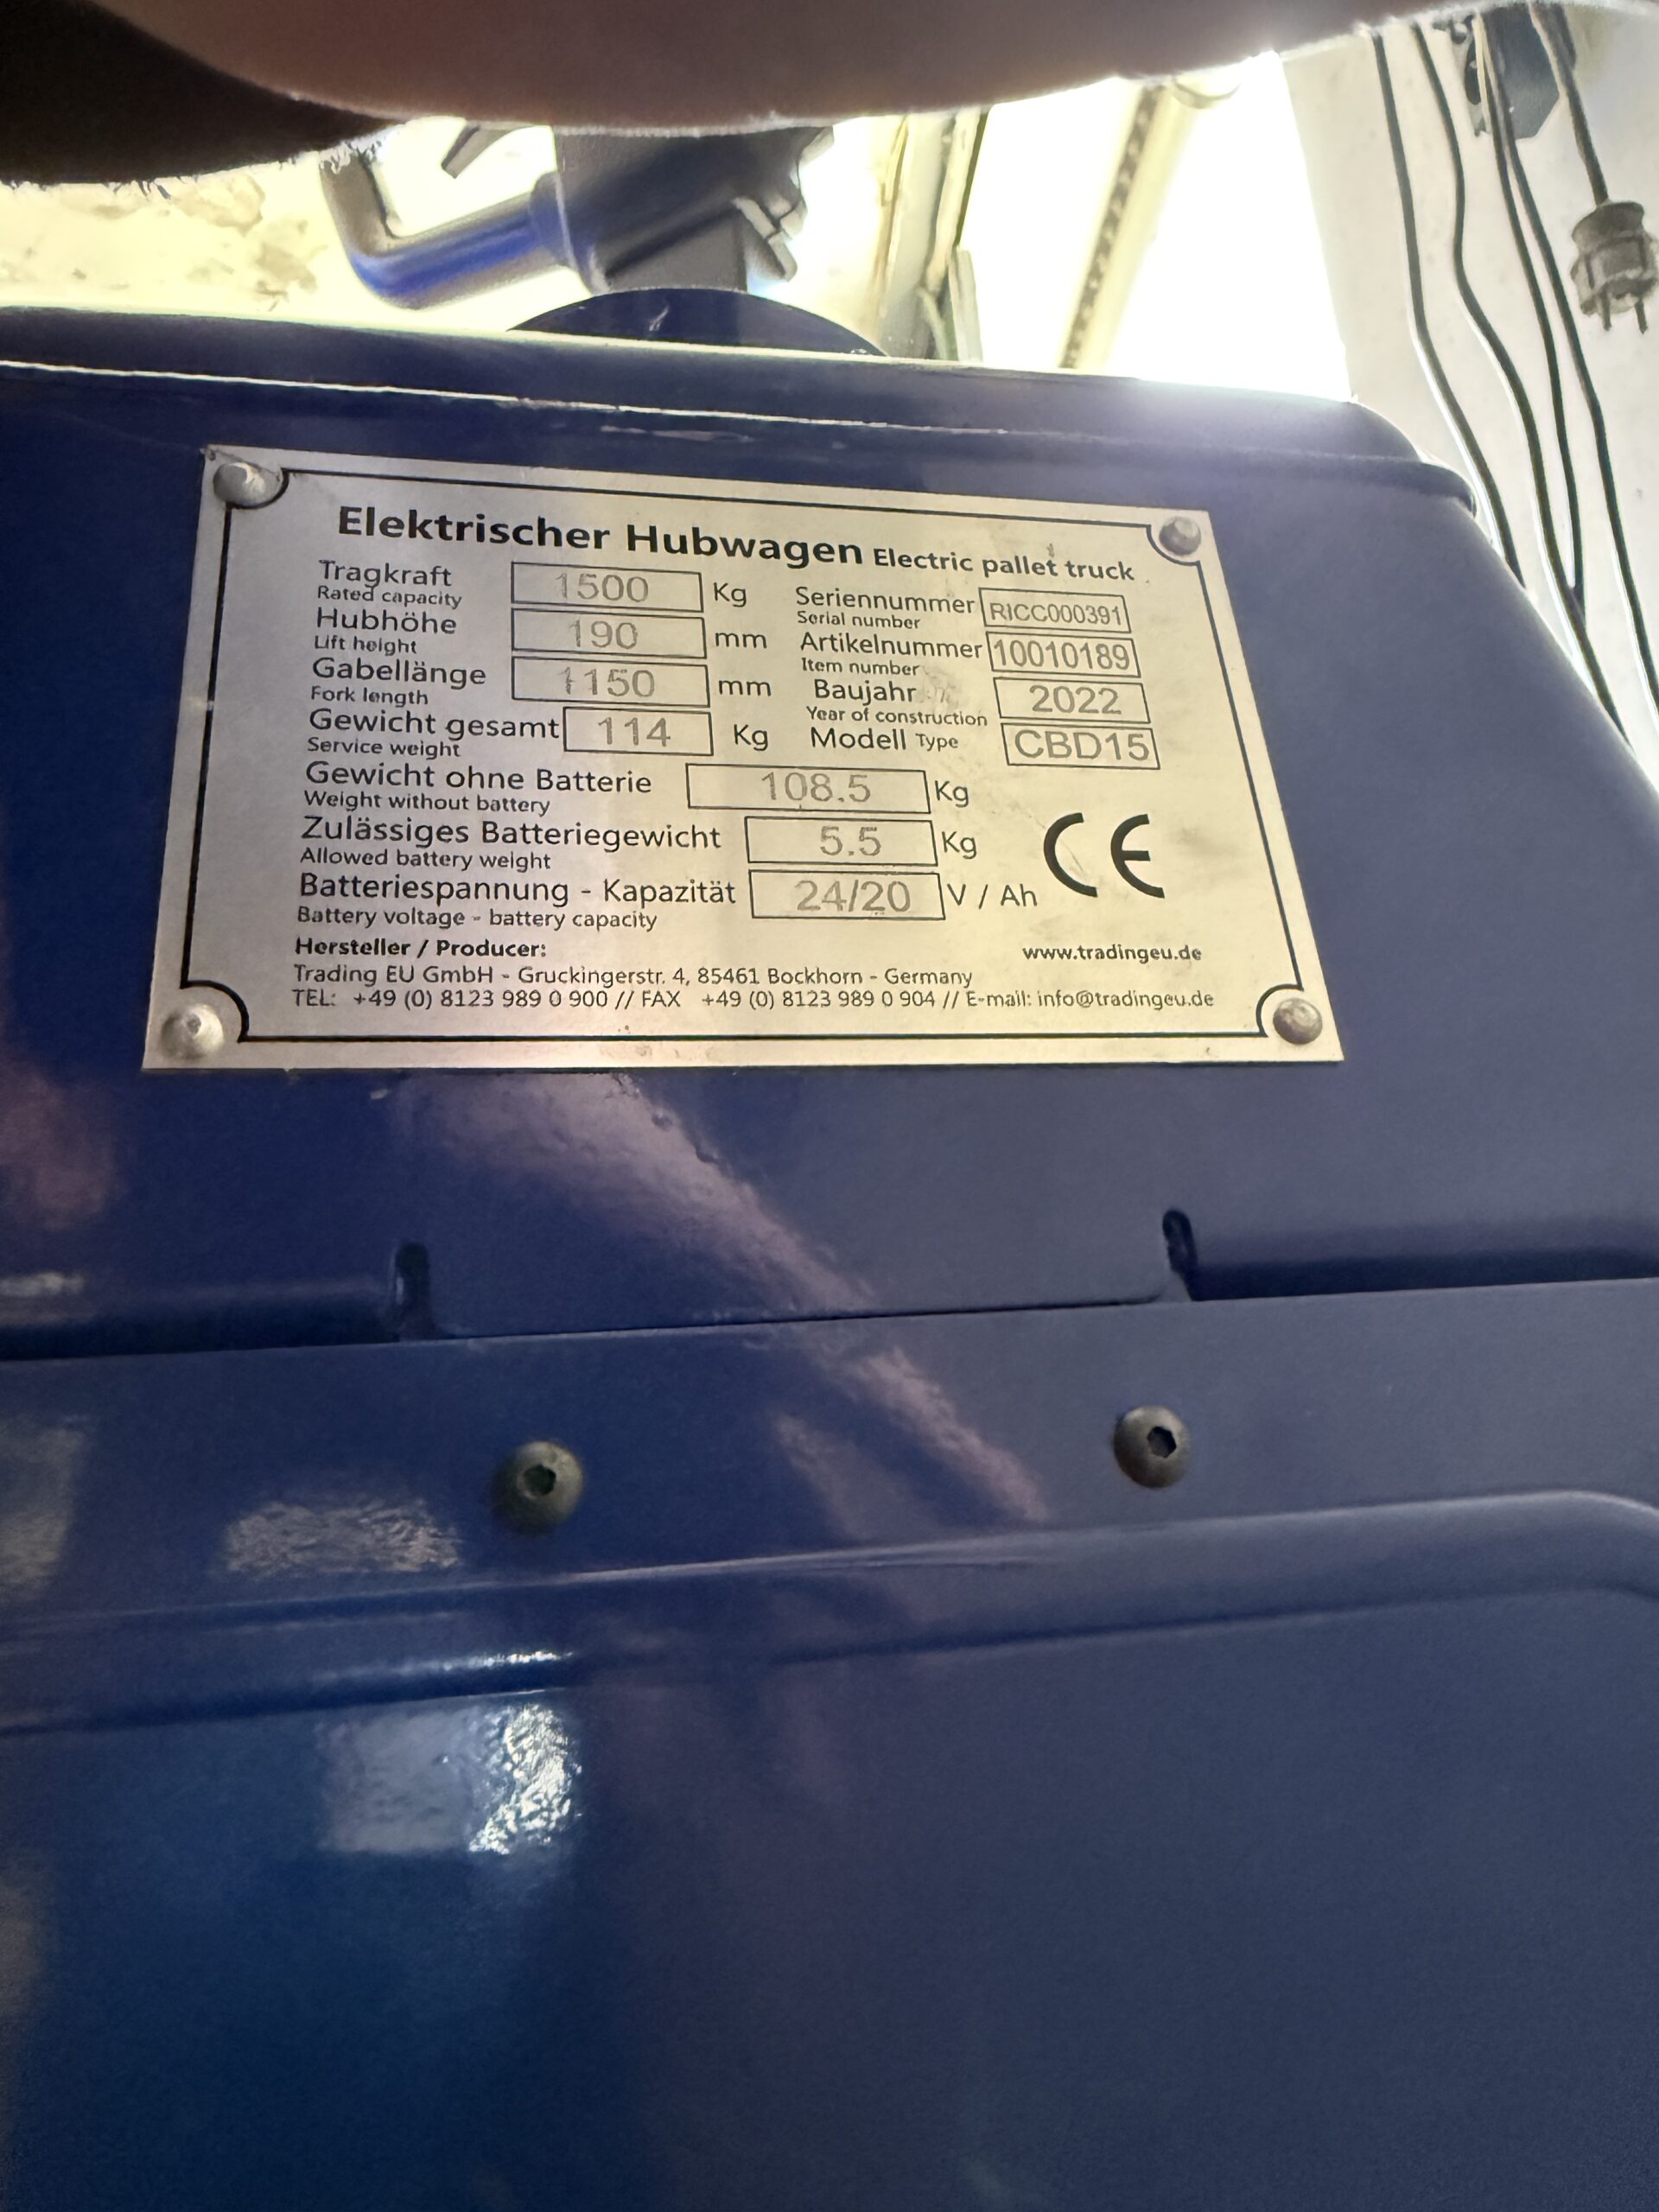 Elektrischer Hubwagen Electric pallet truck
Tragkraft 1500 Kg
Rated capacity
Hubhöhe 190 mm
Lift height
Gabellänge 1150 mm
Fork length
Gewicht gesamt 114 Kg
Service weight
Seriennummer RICC000391
Serial number
Artikelnummer 10010189
Item number
Baujahr 2022
Year of construction
Modell Type CBD15
Gewicht ohne Batterie 108.5 Kg
Weight without battery
Zulässiges Batteriegewicht 5.5 Kg
Allowed battery weight
Batteriespannung - Kapazität 24/20 V / Ah
Battery voltage - battery capacity
CE
Hersteller / Producer:
www.tradingeu.de
Trading EU GmbH - Gruckingerstr. 4, 85461 Bockhorn - Germany
TEL: +49 (0) 8123 989 0 900 // FAX +49 (0) 8123 989 0 904 // E-mail: info@tradingeu.de